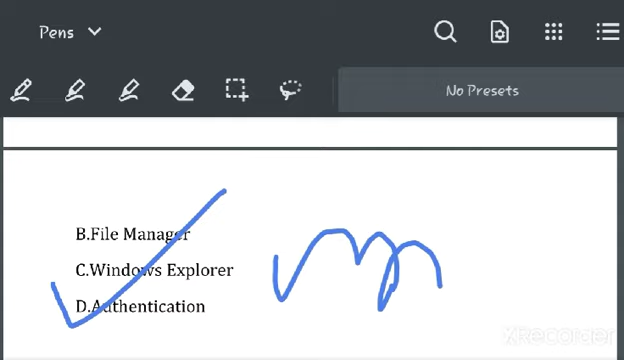 Pens
No Presets
B.File Manager
C.Windows Explorer
D.Authentication
XRecorder